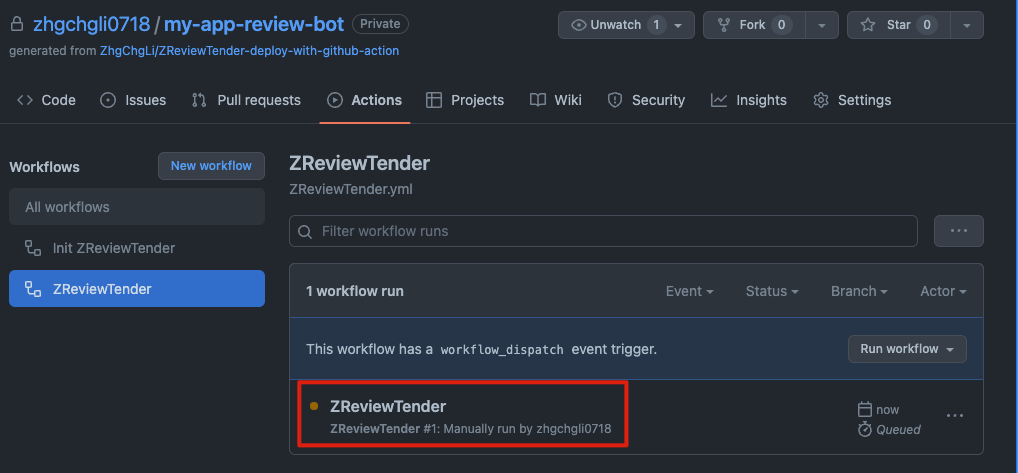 zhgchgli0718 / my-app-review-bot Private Unwatch 1 Fork 0 Star 0
generated from ZhgChgLi/ZReviewTender-deploy-with-github-action
Code Issues Pull requests Actions Projects Wiki Security Insights Settings
Workflows New workflow
All workflows
Init ZReviewTender
ZReviewTender
ZReviewTender
ZReviewTender.yml
Filter workflow runs
1 workflow run Event Status Branch Actor
This workflow has a workflow_dispatch event trigger. Run workflow
ZReviewTender now
ZReviewTender #1: Manually run by zhgchgli0718 Queued